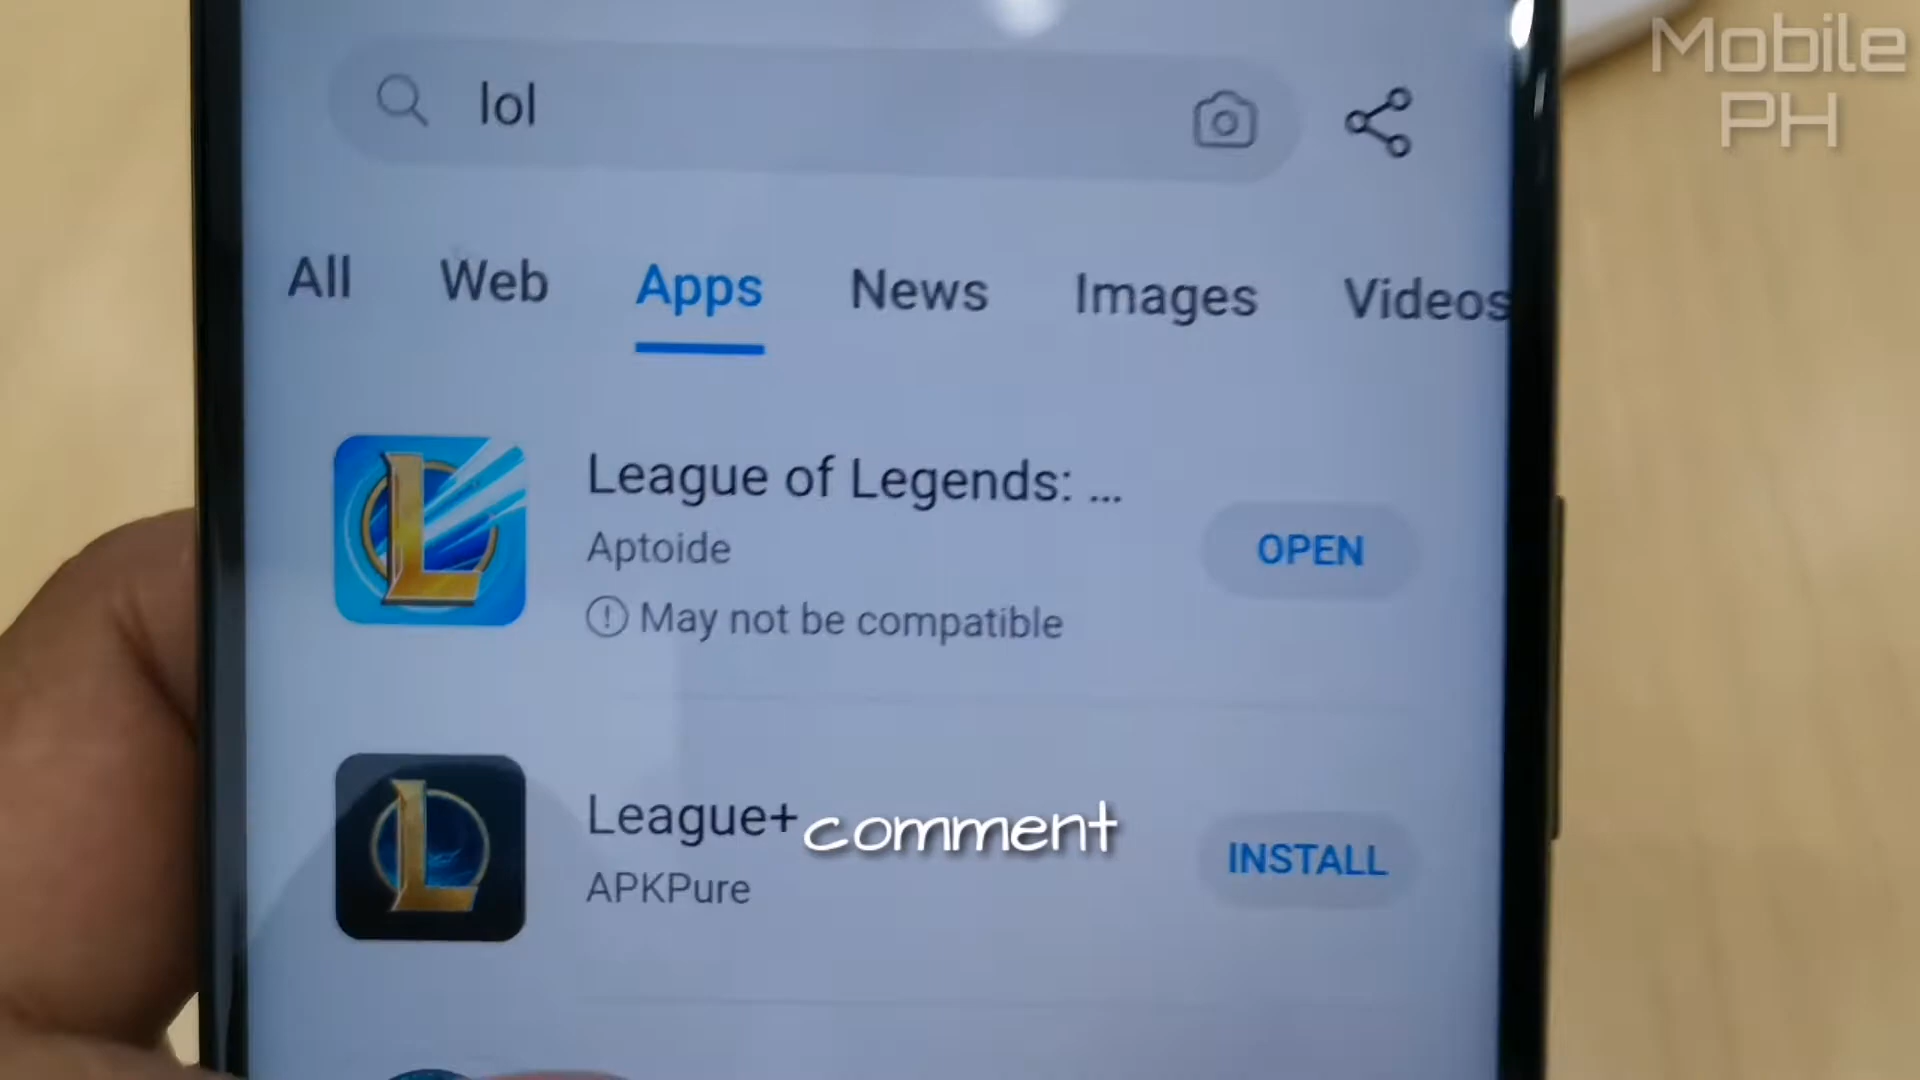 Mobile
PH
lol
All Web Apps News Images Videos
League of Legends: ...
Aptoide
OPEN
May not be compatible
League+
comment
APKPure
INSTALL